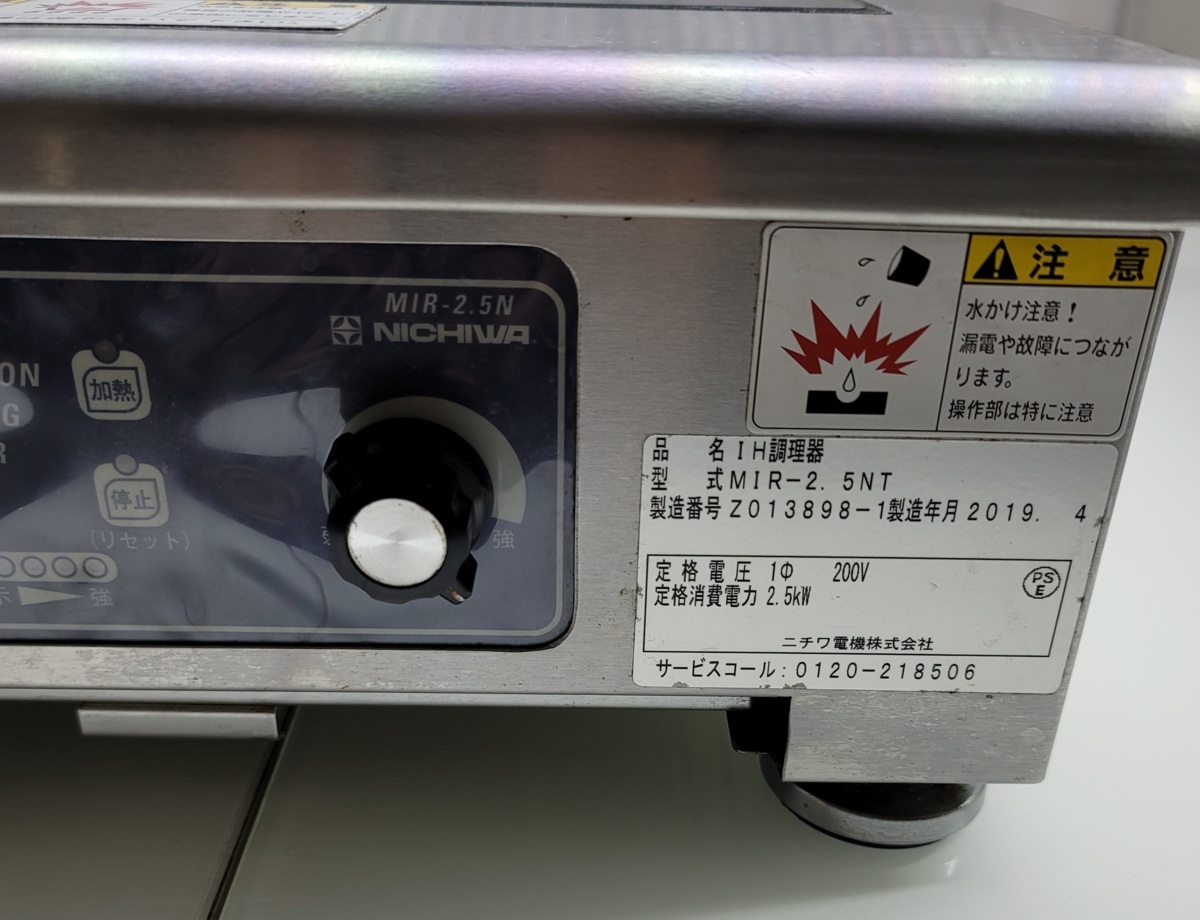 MIR-2.5N
NICHIWA
ON
G
R
加熱
停止
(リセット)
強
示 強
注 意
水かけ注意!
漏電や故障につなが
ります。
操作部は特に注意
品 名 IH調理器
型 式 MIR-2.5NT
製造番号 Z013898-1 製造年月 2019. 4
定格電圧 1Φ 200V
定格消費電力 2.5kW
PS
E
ニチワ電機株式会社
サービスコール:0120-218506